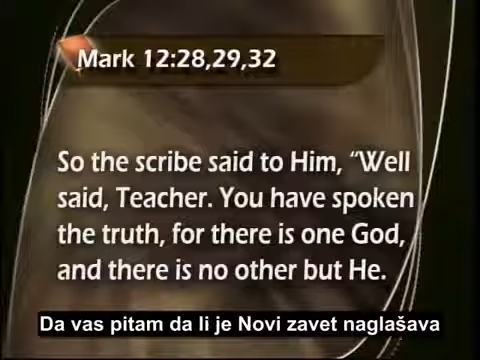 Mark 12:28,29,32
So the scribe said to Him, “Well
said, Teacher. You have spoken
the truth, for there is one God,
and there is no other but He.
Da vas pitam da li je Novi zavet naglašava